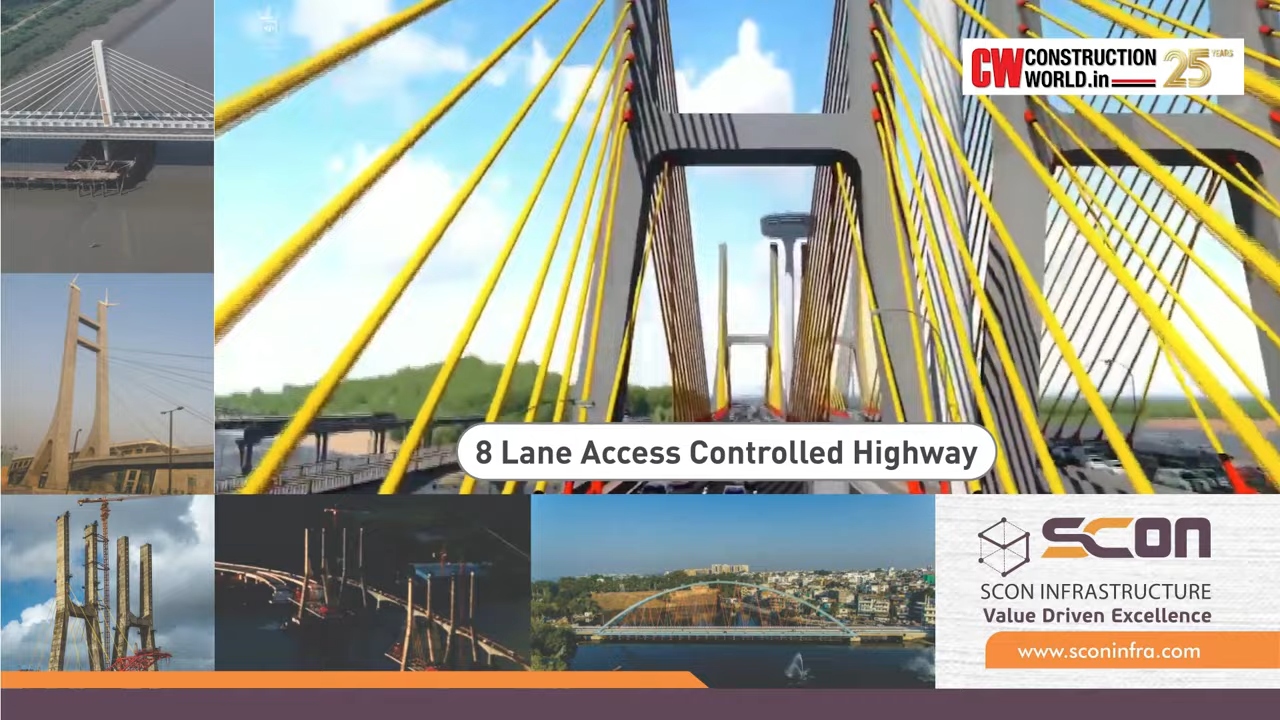 CW CONSTRUCTION
WORLD.in
25 YEARS
8 Lane Access Controlled Highway
SCON
SCON INFRASTRUCTURE
Value Driven Excellence
www.sconinfra.com